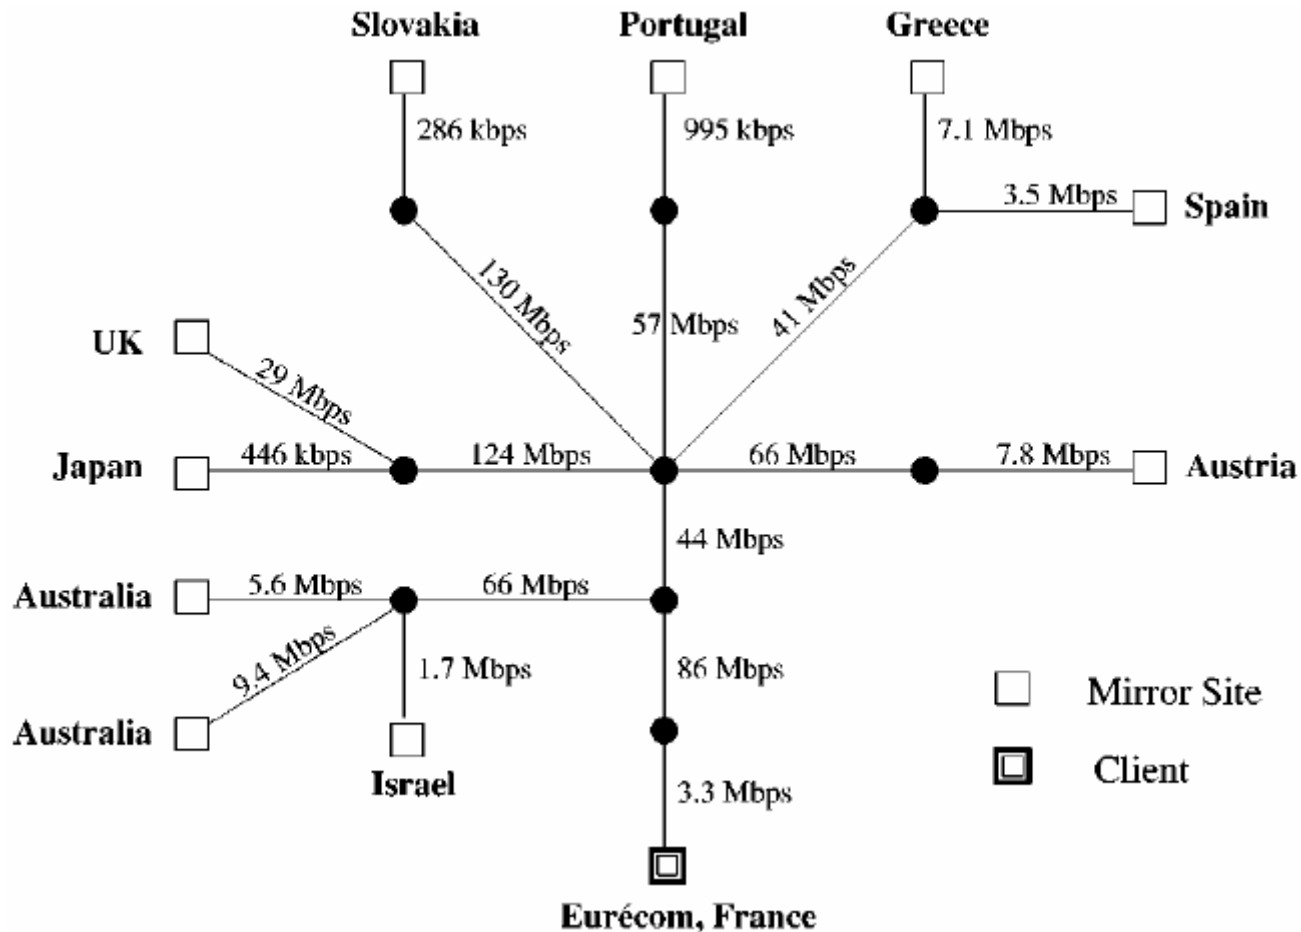 Slovakia
Portugal
Greece
286 kbps
995 kbps
7.1 Mbps
3.5 Mbps
Spain
130 Mbps
57 Mbps
41 Mbps
UK
29 Mbps
Japan
446 kbps
124 Mbps
66 Mbps
7.8 Mbps
Austria
44 Mbps
Australia
5.6 Mbps
66 Mbps
9.4 Mbps
1.7 Mbps
86 Mbps
Mirror Site
Australia
Israel
3.3 Mbps
Client
Eurécom, France